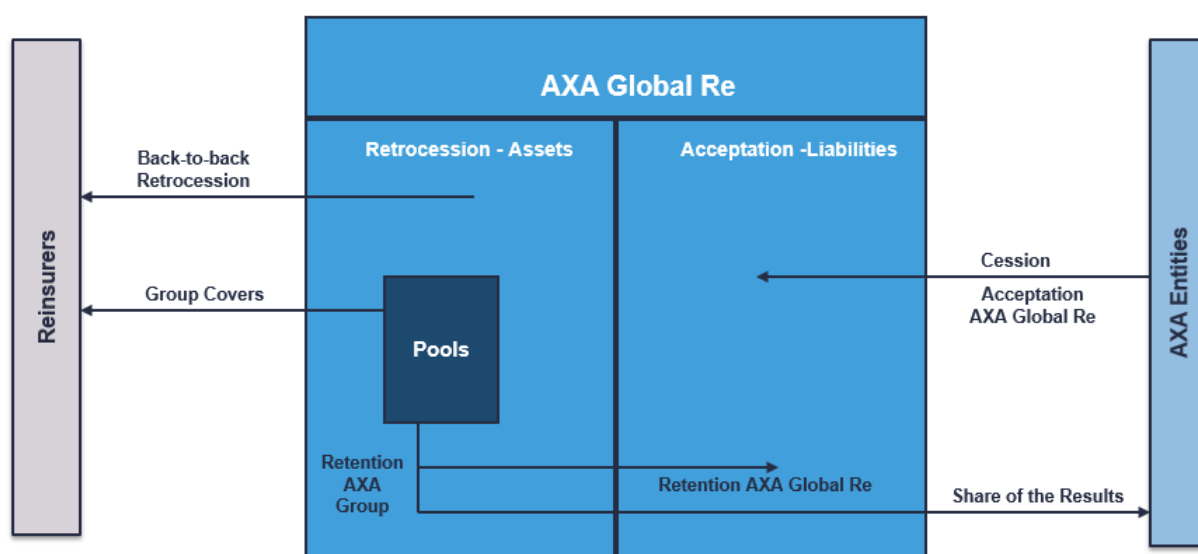 AXA Global Re
Retrocession - Assets
Acceptation -Liabilities
Back-to-back
Retrocession
Reinsurers
Group Covers
Pools
Cession
Acceptation
AXA Global Re
AXA Entities
Retention
AXA
Group
Retention AXA Global Re
Share of the Results